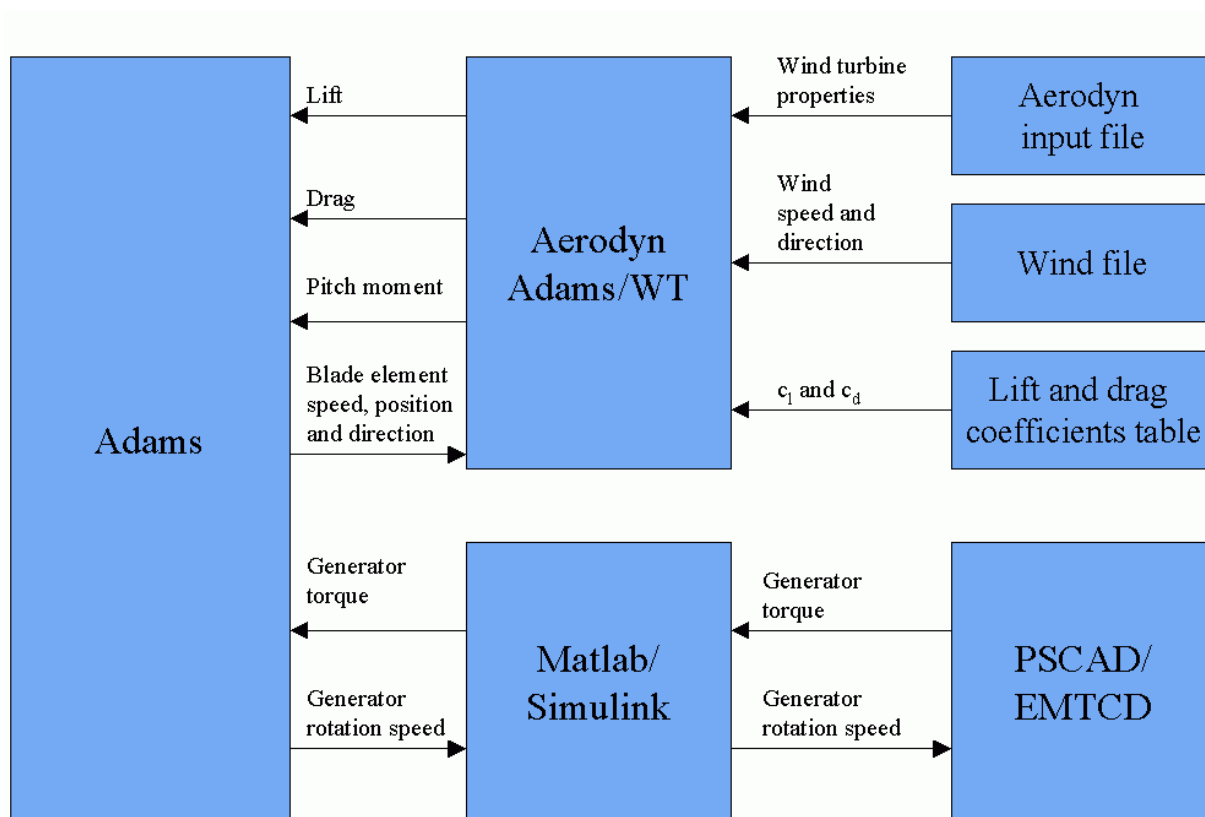 Adams
Lift
Drag
Pitch moment
Blade element
speed, position
and direction
Generator
torque
Generator
rotation speed
Aerodyn
Adams/WT
Matlab/
Simulink
Wind turbine
properties
Wind
speed and
direction
c_l and c_d
Generator
torque
Generator
rotation speed
Aerodyn
input file
Wind file
Lift and drag
coefficients table
PSCAD/
EMTCD